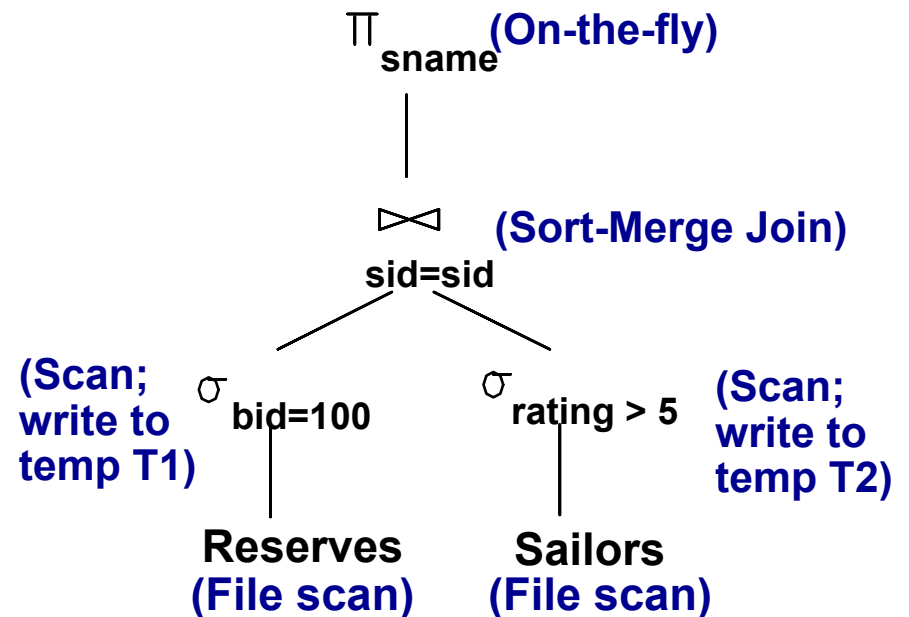 π sname (On-the-fly)
⋈ (Sort-Merge Join)
sid=sid
(Scan;
write to
temp T1)
σ bid=100
σ rating > 5
(Scan;
write to
temp T2)
Reserves
(File scan)
Sailors
(File scan)